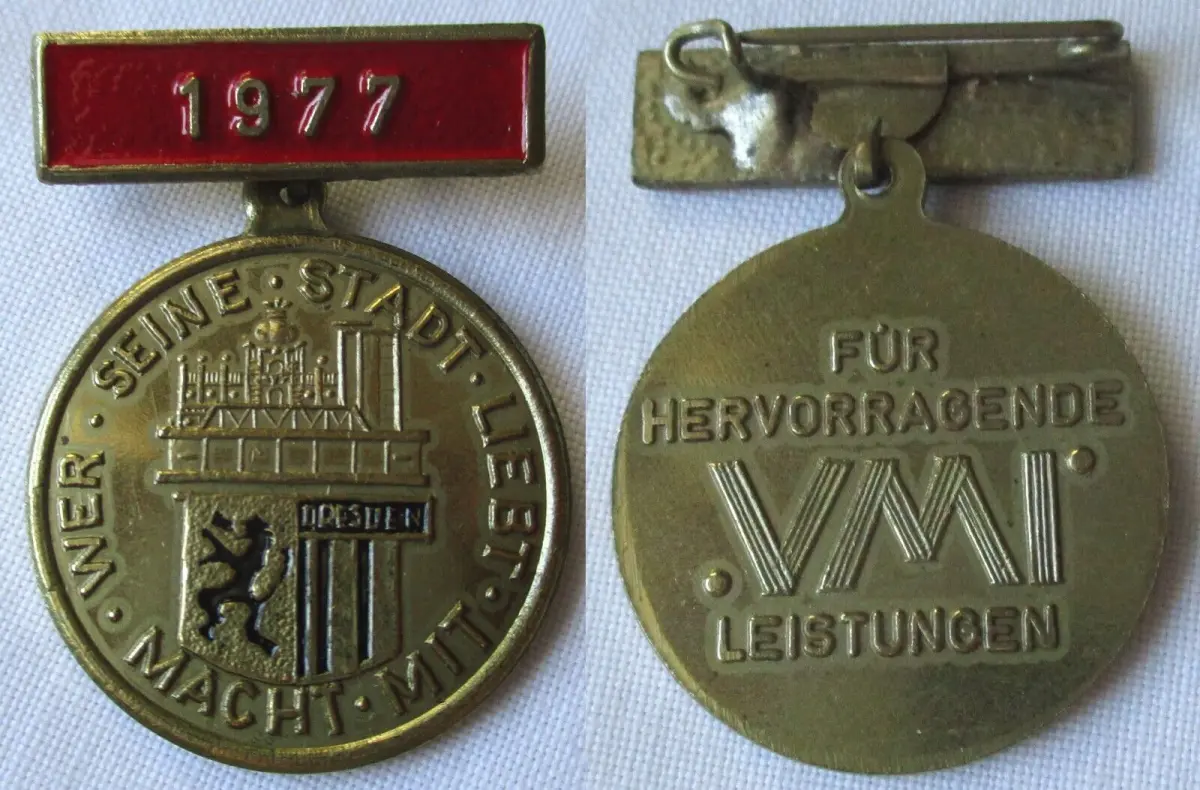 1977
WER · SEINE · STADT · LIEBT · MACHT · MIT ·
DRESDEN
FÜR
HERVORRAGENDE
VMI
LEISTUNGEN